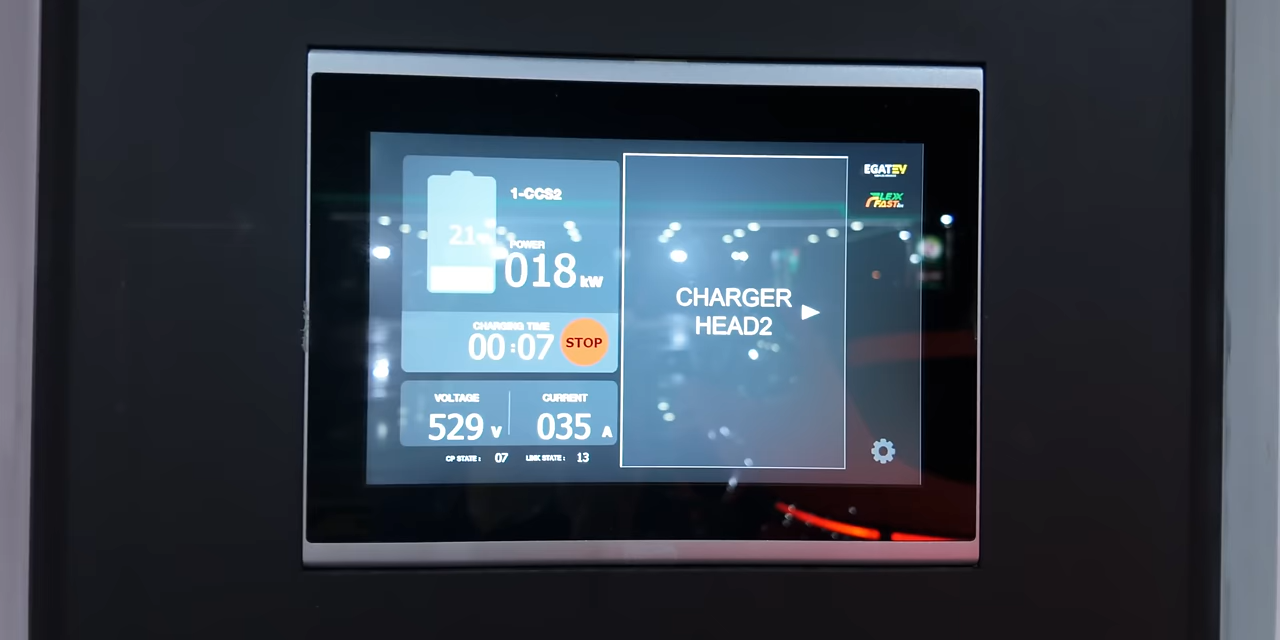 1-CCS2
21%
POWER
018 kW
CHARGING TIME
00:07
STOP
VOLTAGE
529 V
CURRENT
035 A
CP STATE : 07
LINK STATE : 13
CHARGER
HEAD2
EGAT EV
FLEXX
FAST